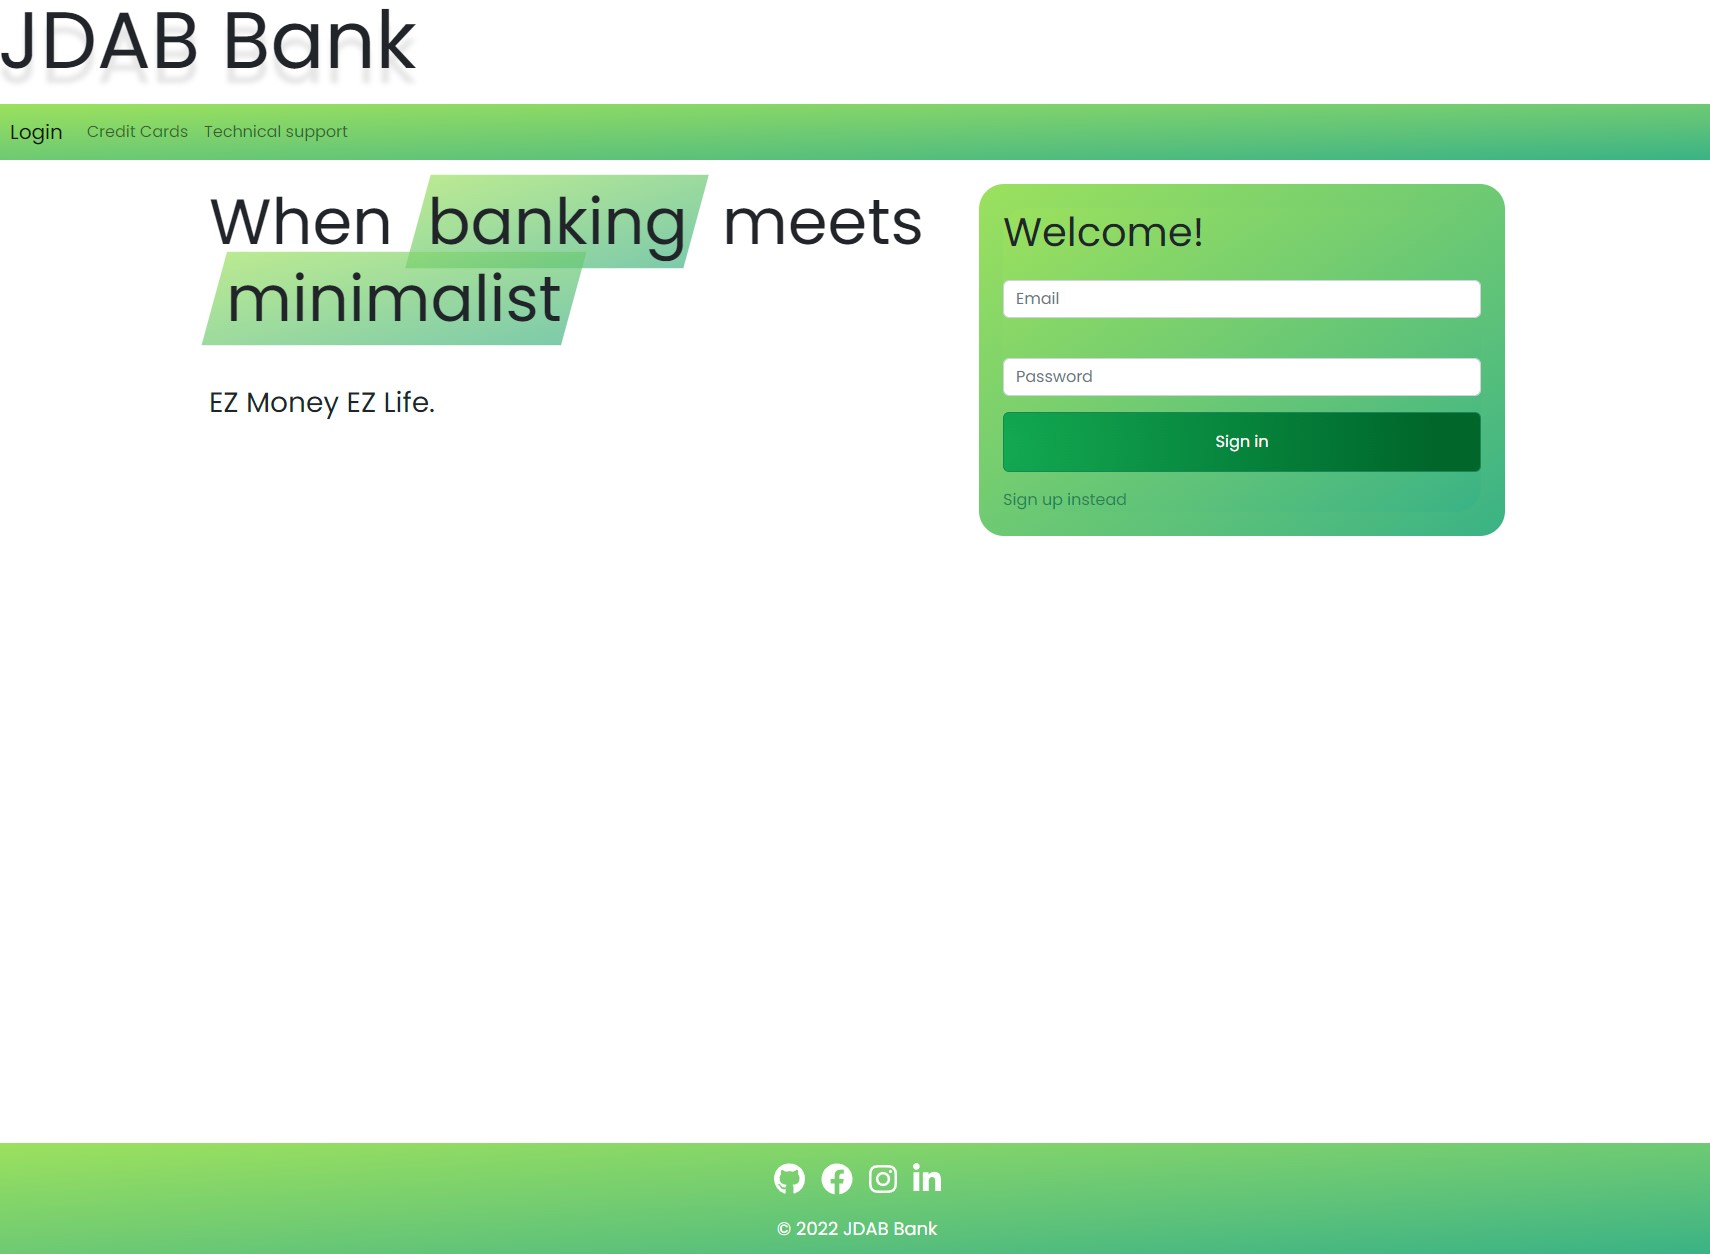 JDAB Bank
Login
Credit Cards
Technical support
When banking meets
minimalist
EZ Money EZ Life.
Welcome!
Email
Password
Sign in
Sign up instead
© 2022 JDAB Bank